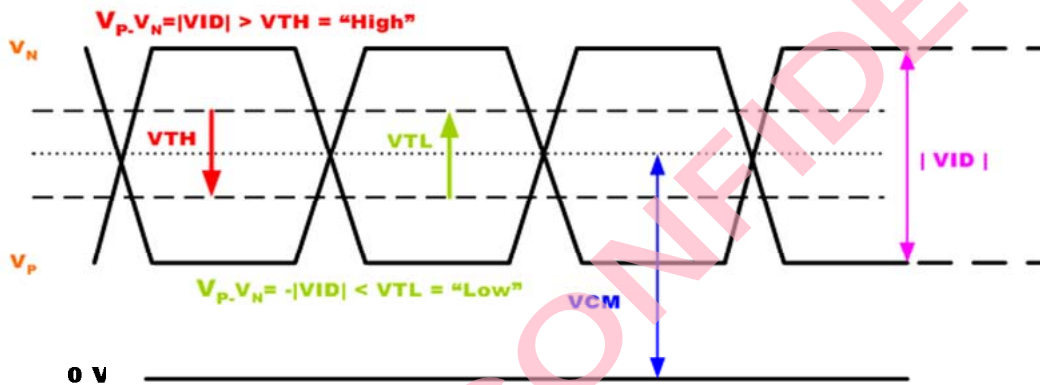 VP-VN=|VID| > VTH = “High”
VN
VTH
VTL
| VID |
VP
VP-VN= -|VID| < VTL = “Low”
VCM
0 V
CONFIDE